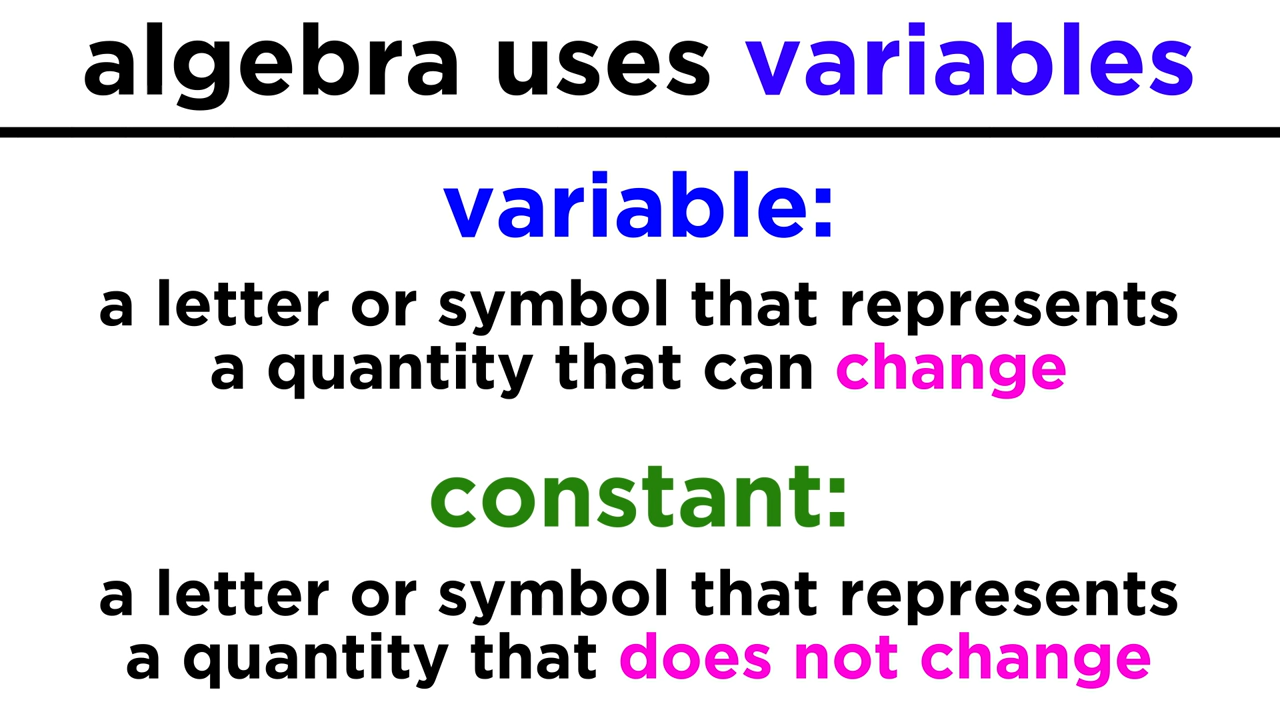 algebra uses variables
variable:
a letter or symbol that represents
a quantity that can change
constant:
a letter or symbol that represents
a quantity that does not change